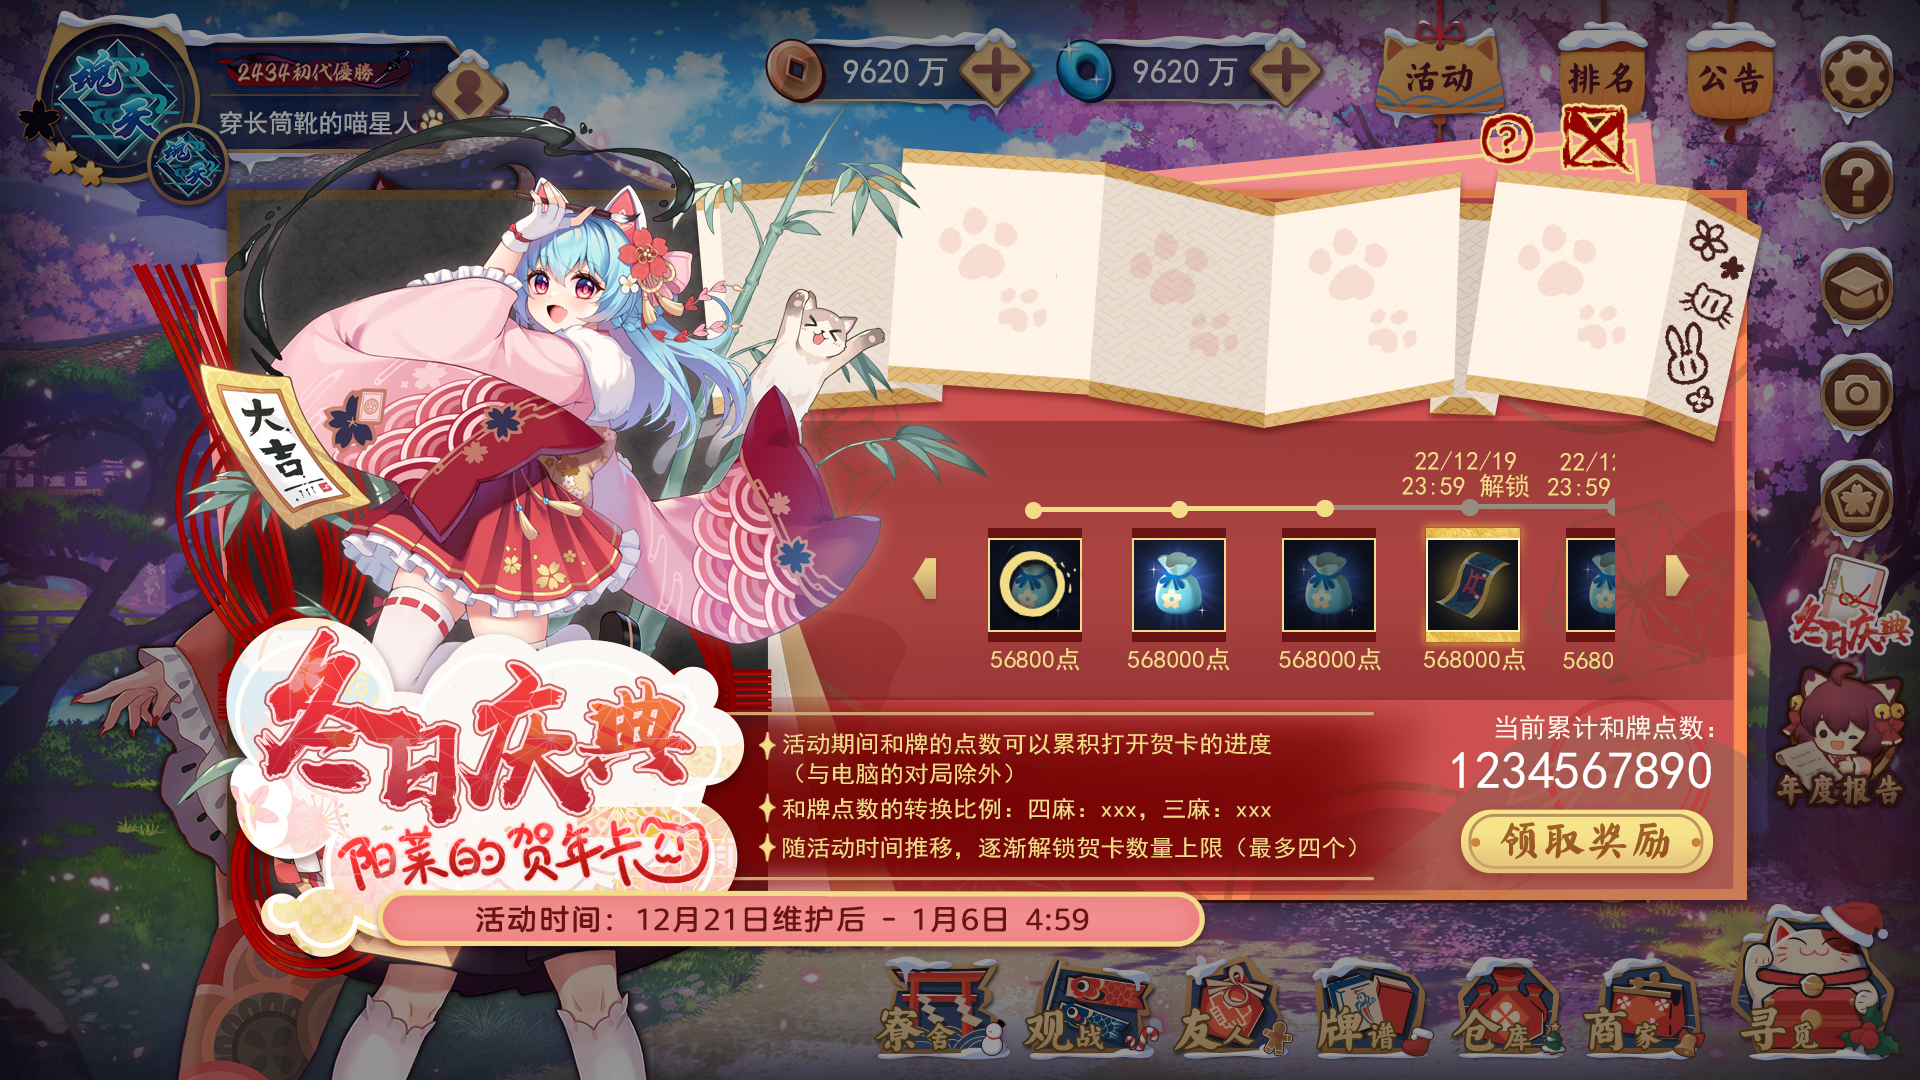 魂天
2434初代優勝
穿长筒靴的喵星人
魂天
9620 万
9620 万
活动
排名
公告
大吉
22/12/19
23:59 解锁
22/12
23:59
56800点
568000点
568000点
568000点
5680
冬日庆典
阳菜的贺年卡
活动期间和牌的点数可以累积打开贺卡的进度
（与电脑的对局除外）
和牌点数的转换比例：四麻：xxx，三麻：xxx
随活动时间推移，逐渐解锁贺卡数量上限（最多四个）
当前累计和牌点数：
1234567890
领取奖励
活动时间：12月21日维护后 - 1月6日 4:59
冬日庆典
年度报告
寮舍
观战
友人
牌谱
仓库
商家
寻觅